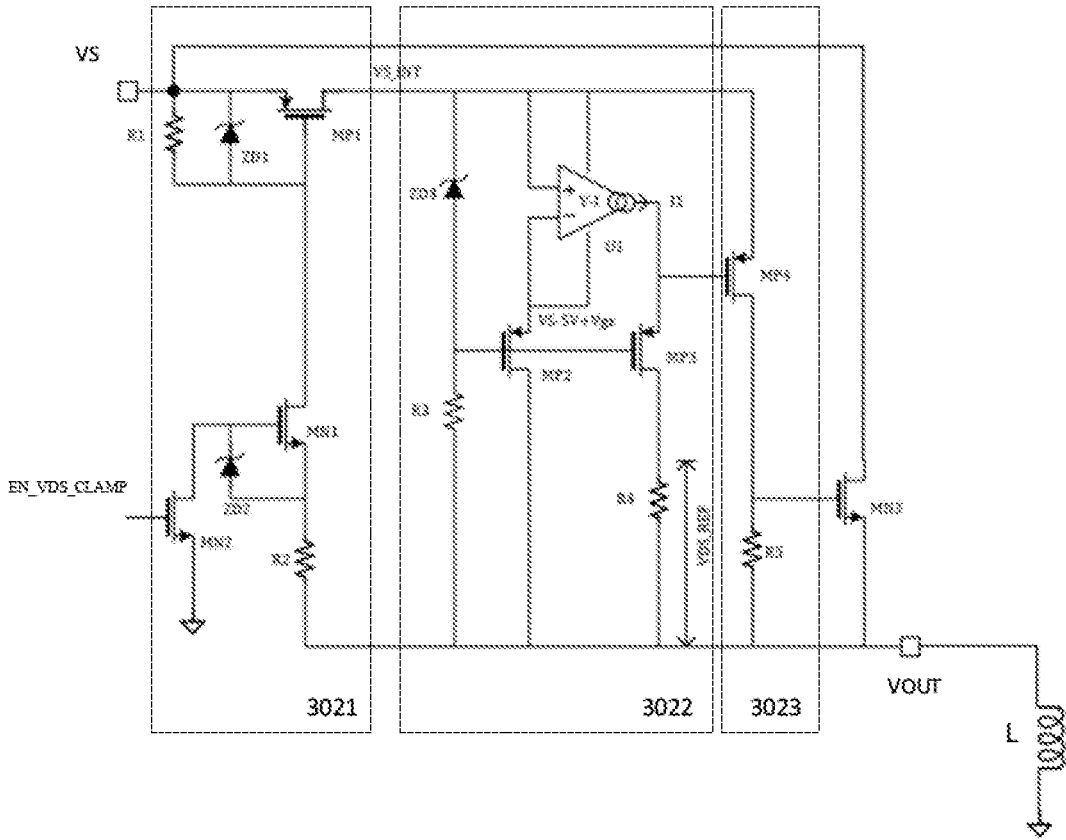 VS
VS_INT
R1
ZD1
MP1
ZD3
V-I
I1
U1
MP4
VS-5V+Vgs
MP2
MP3
R3
MN1
EN_VDS_CLAMP
ZD2
MN2
R2
R4
VDS_REF
MN3
R5
VOUT
3021
3022
3023
L